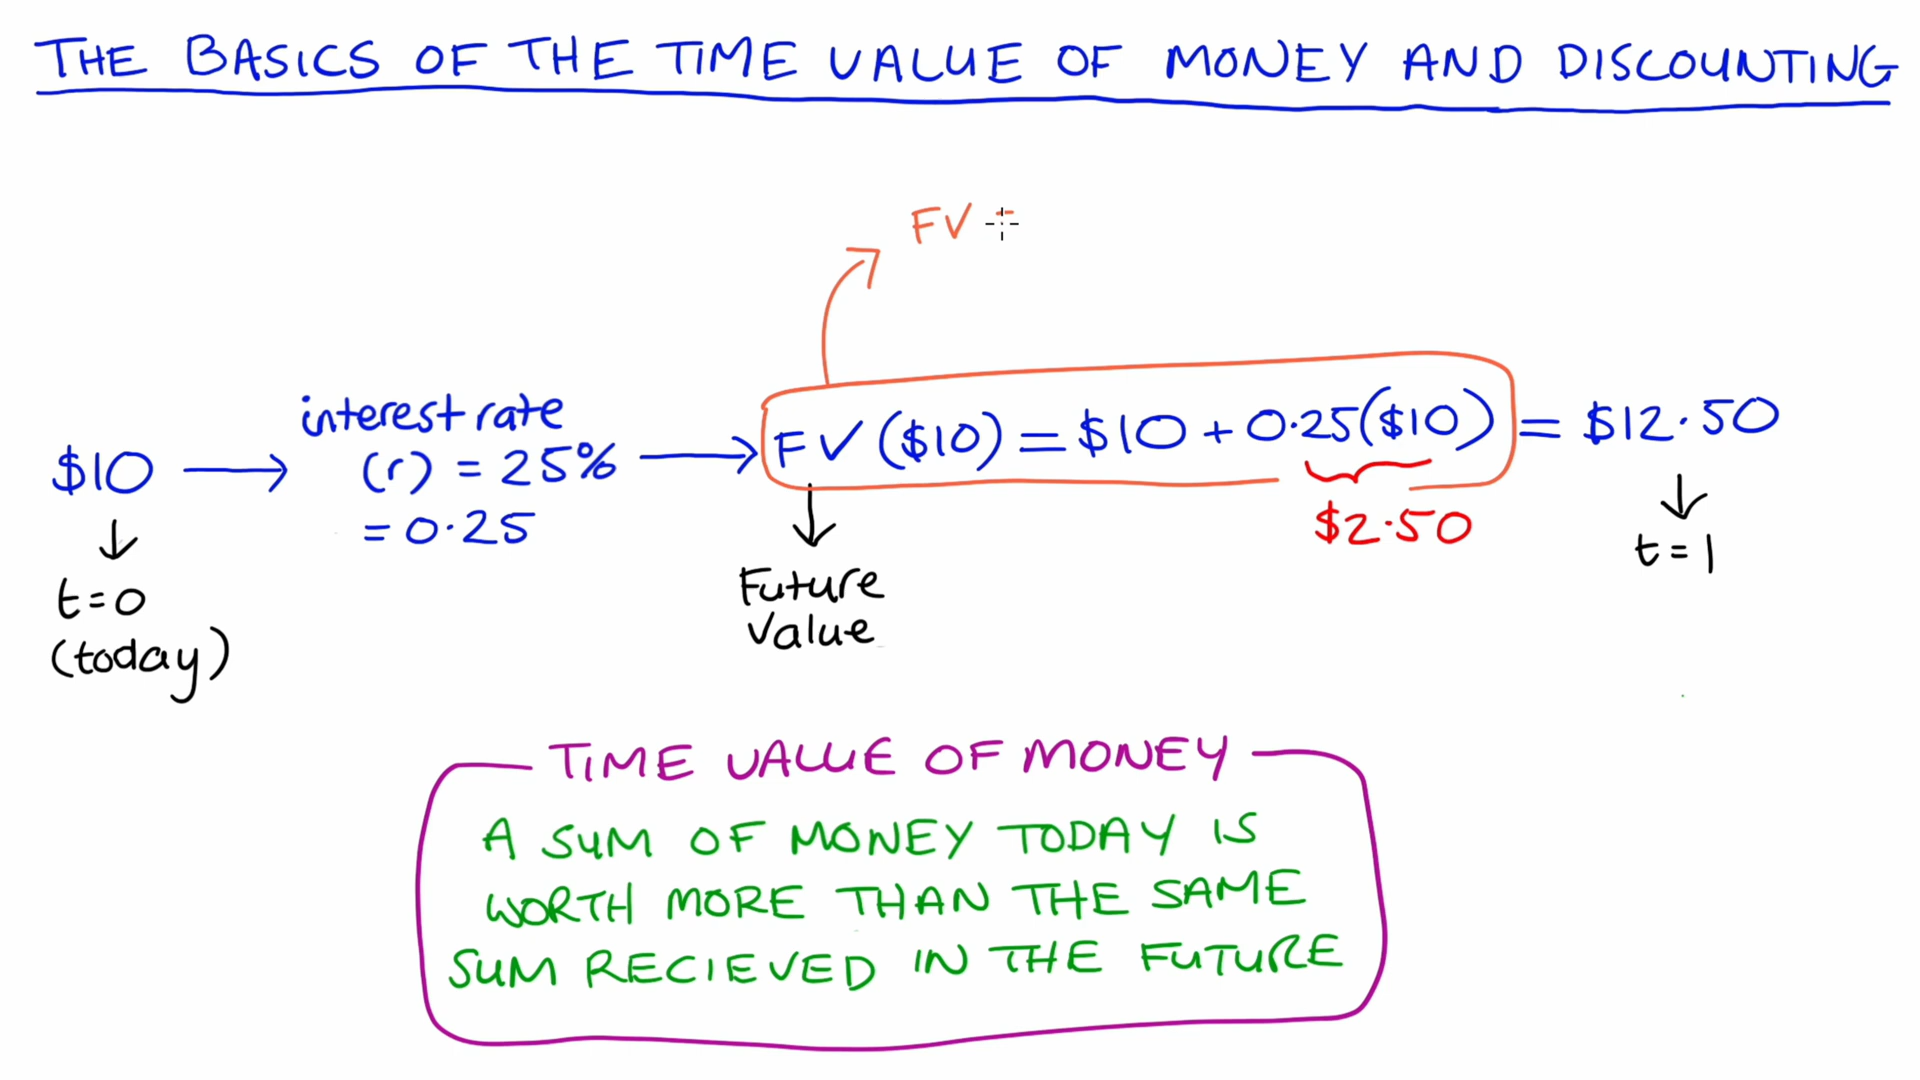 THE BASICS OF THE TIME VALUE OF MONEY AND DISCOUNTING
FV =
$10
interest rate
(r) = 25%
= 0.25
FV ($10) = $10 + 0.25($10) = $12.50
$2.50
t=0
(today)
Future
Value
t=1
TIME VALUE OF MONEY
A SUM OF MONEY TODAY IS
WORTH MORE THAN THE SAME
SUM RECIEVED IN THE FUTURE